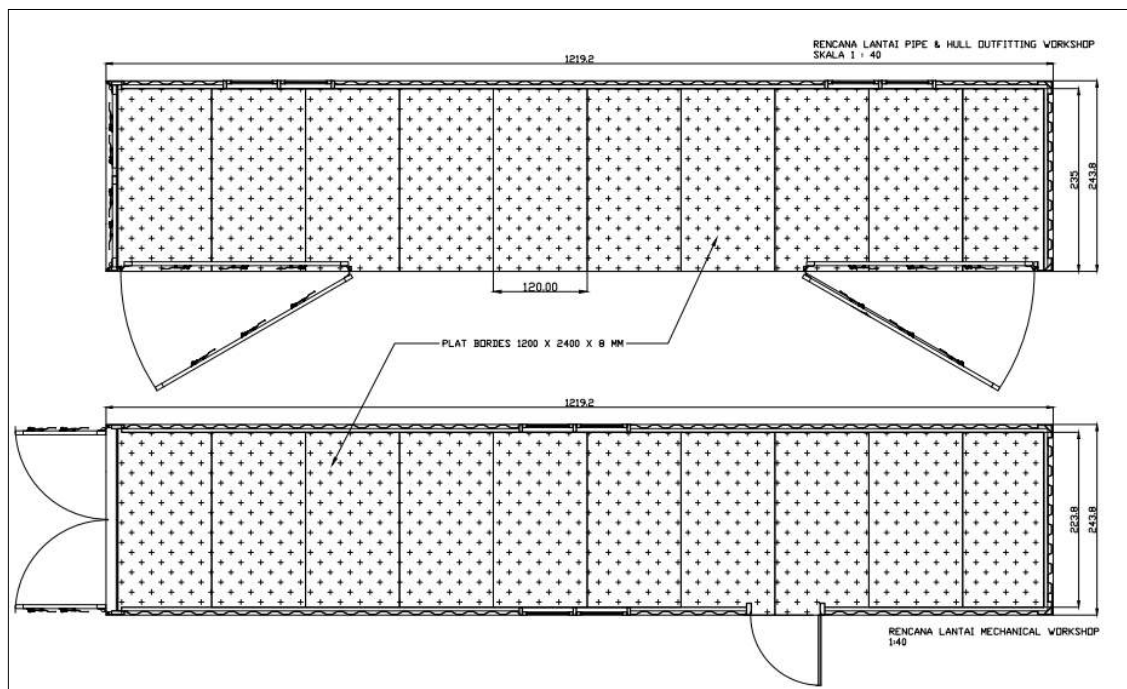 RENCANA LANTAI PIPE & HULL OUTFITTING WORKSHOP
SKALA 1 : 40
1219.2
235
243.8
120.00
PLAT BORDES 1200 X 2400 X 8 MM
1219.2
223.8
243.8
RENCANA LANTAI MECHANICAL WORKSHOP
1:40